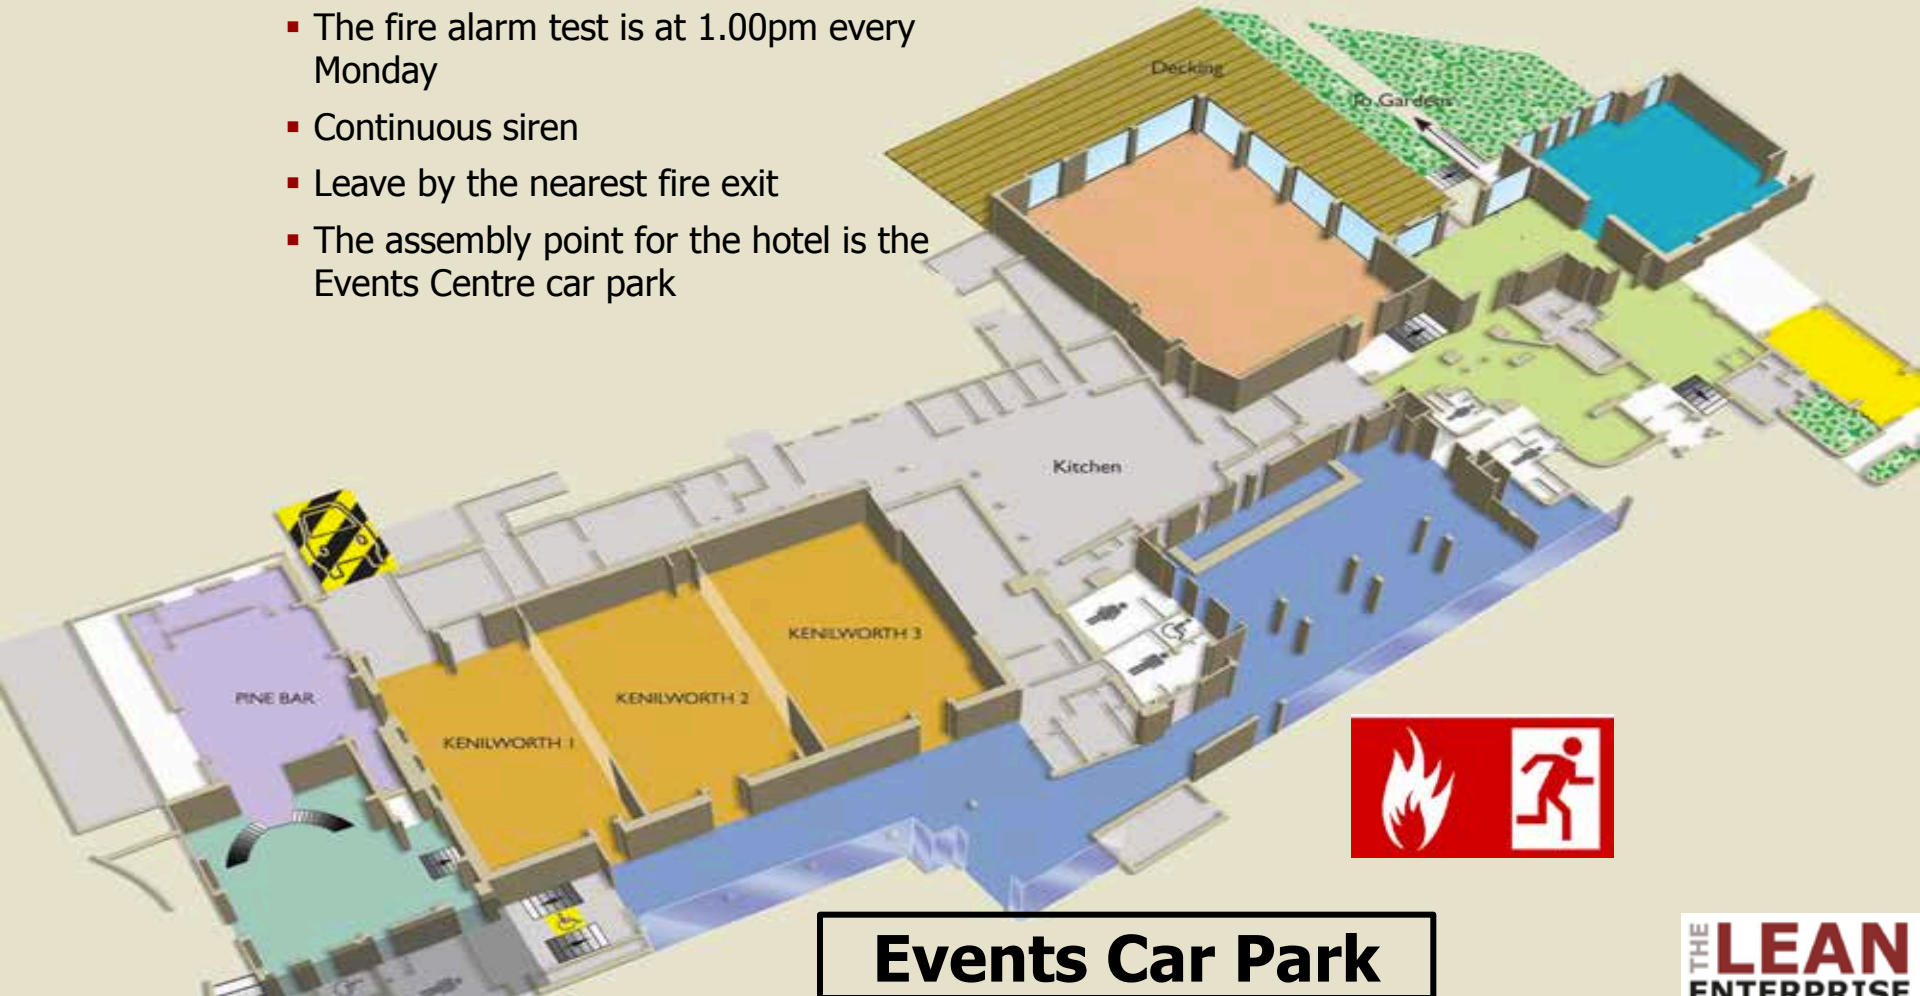 ▪ The fire alarm test is at 1.00pm every
Monday
▪ Continuous siren
▪ Leave by the nearest fire exit
▪ The assembly point for the hotel is the
Events Centre car park
Decking
To Gardens
Kitchen
KENILWORTH 3
KENILWORTH 2
PINE BAR
KENILWORTH 1
Events Car Park
THE
LEAN
ENTERPRISE